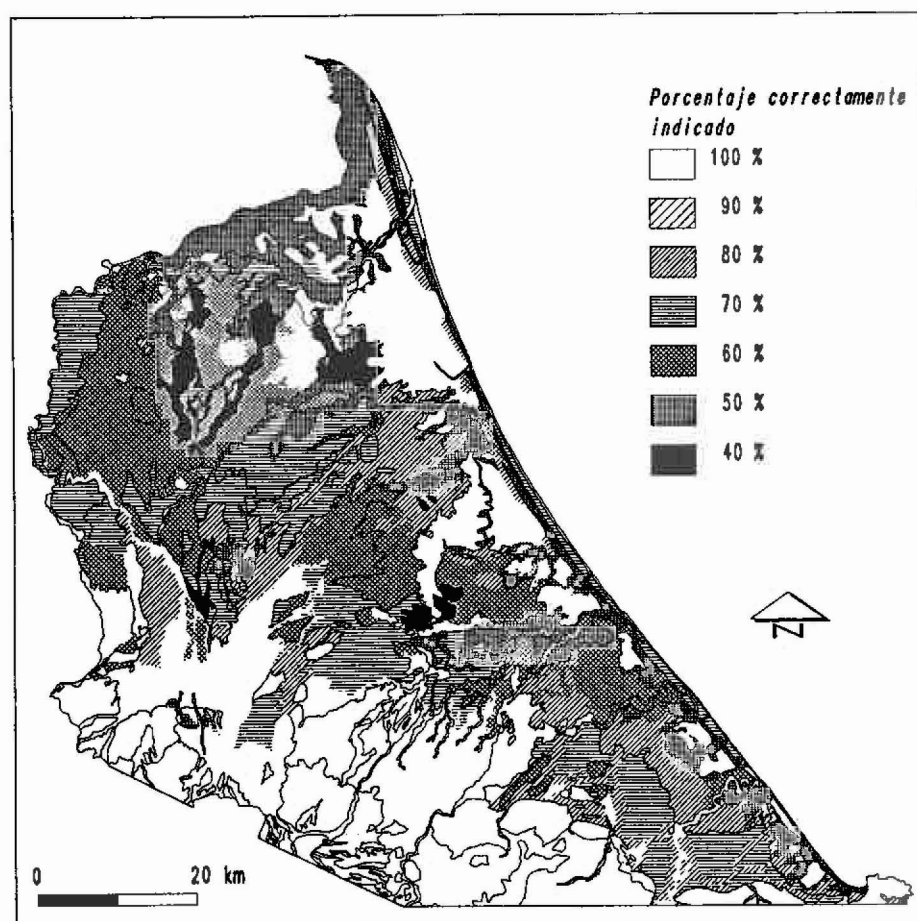 Porcentaje correctamente
indicado
100 %
90 %
80 %
70 %
60 %
50 %
40 %
N
0 20 km